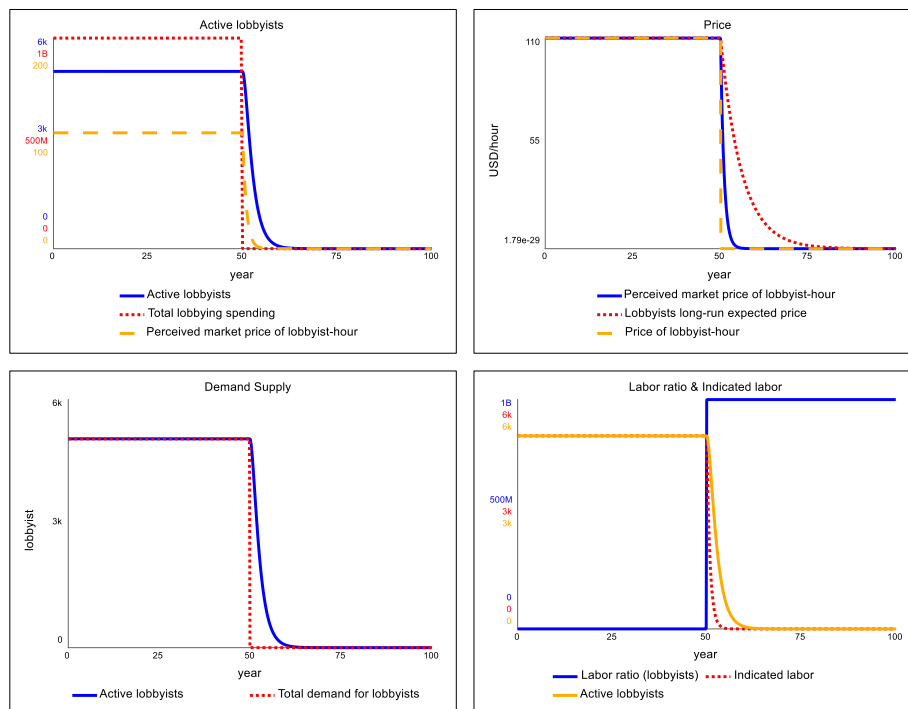 Active lobbyists
6k
1B
200
3k
500M
100
0
0
0
0 25 50 75 100
year
Active lobbyists
Total lobbying spending
Perceived market price of lobbyist-hour
Price
USD/hour
110
55
1.79e-29
0 25 50 75 100
year
Perceived market price of lobbyist-hour
Lobbyists long-run expected price
Price of lobbyist-hour
Demand Supply
lobbyist
6k
3k
0
0 25 50 75 100
year
Active lobbyists Total demand for lobbyists
Labor ratio & Indicated labor
1B
6k
6k
500M
3k
3k
0
0
0
0 25 50 75 100
year
Labor ratio (lobbyists) Indicated labor
Active lobbyists